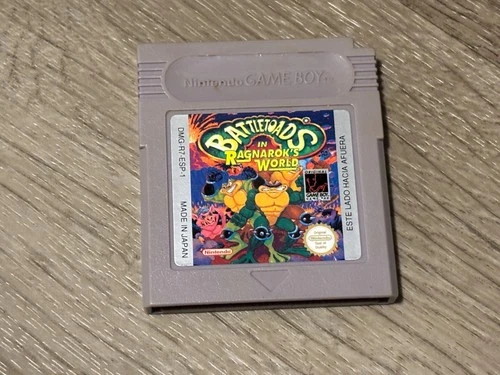 Nintendo GAME BOY
BATTLETOADS
IN
RAGNAROK'S
WORLD
DMG-R7-ESP-1
MADE IN JAPAN
ESTE LADO HACIA AFUERA
Nintendo
Nintendo